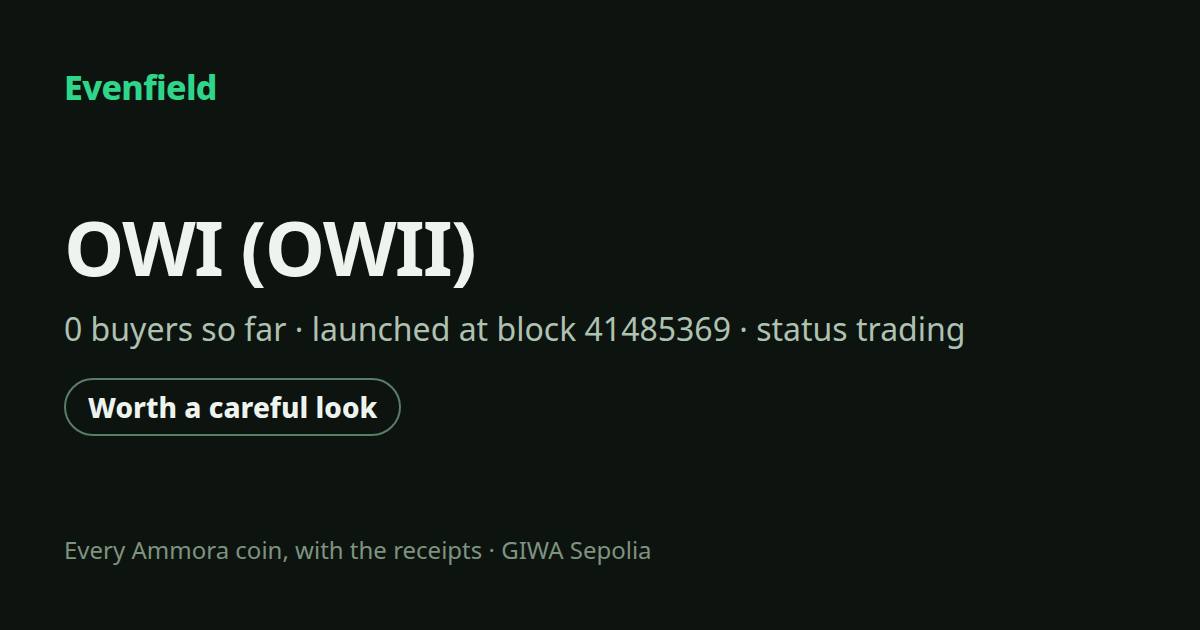 Evenfield
OWI (OWII)
0 buyers so far · launched at block 41485369 · status trading
Worth a careful look
Every Ammora coin, with the receipts · GIWA Sepolia